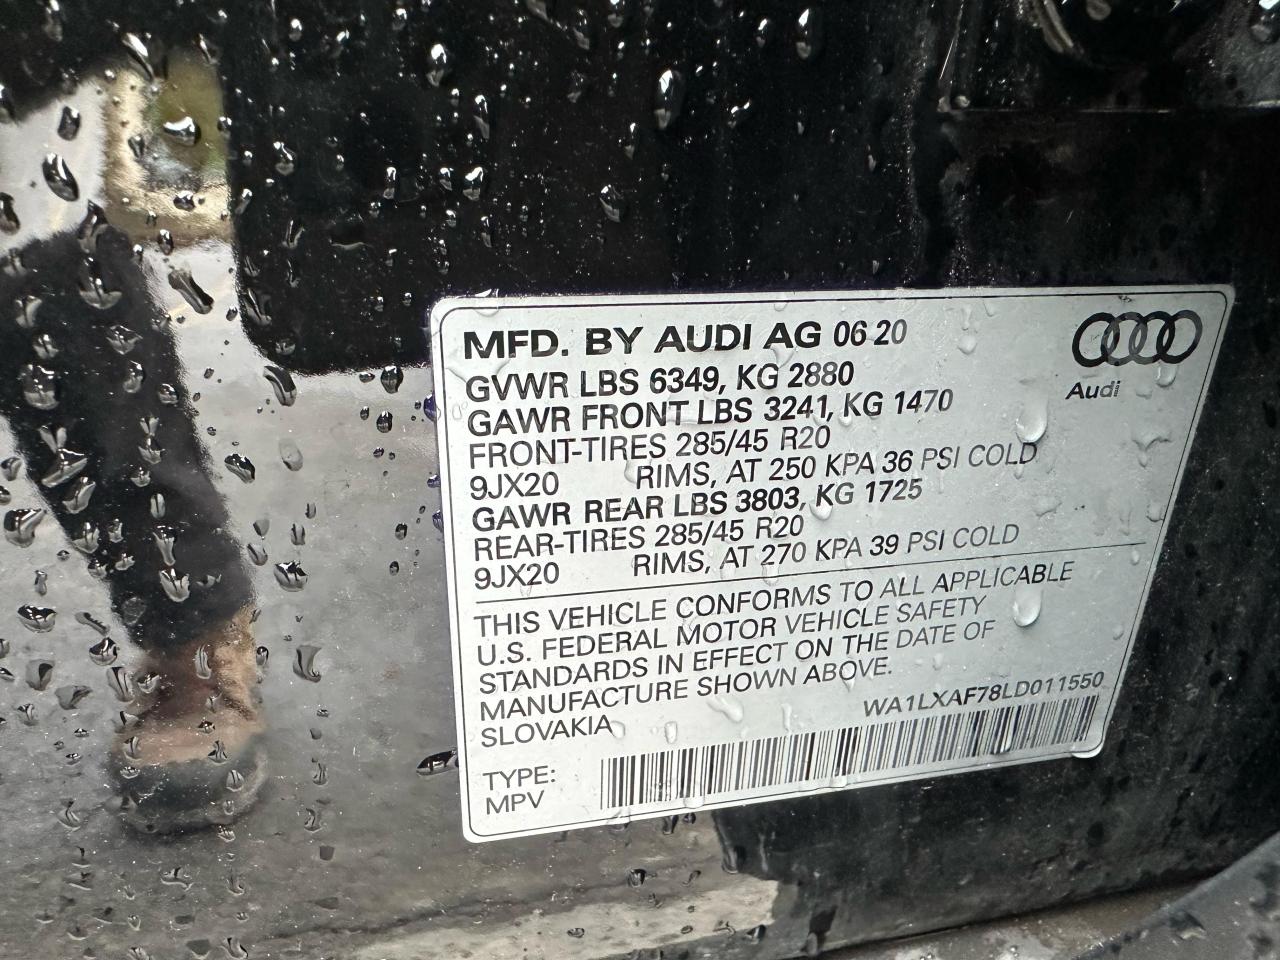 MFD. BY AUDI AG 06 20
Audi
GVWR LBS 6349, KG 2880
GAWR FRONT LBS 3241, KG 1470
FRONT-TIRES 285/45 R20
9JX20 RIMS, AT 250 KPA 36 PSI COLD
GAWR REAR LBS 3803, KG 1725
REAR-TIRES 285/45 R20
9JX20 RIMS, AT 270 KPA 39 PSI COLD
THIS VEHICLE CONFORMS TO ALL APPLICABLE
U.S. FEDERAL MOTOR VEHICLE SAFETY
STANDARDS IN EFFECT ON THE DATE OF
MANUFACTURE SHOWN ABOVE.
SLOVAKIA WA1LXAF78LD011550
TYPE:
MPV